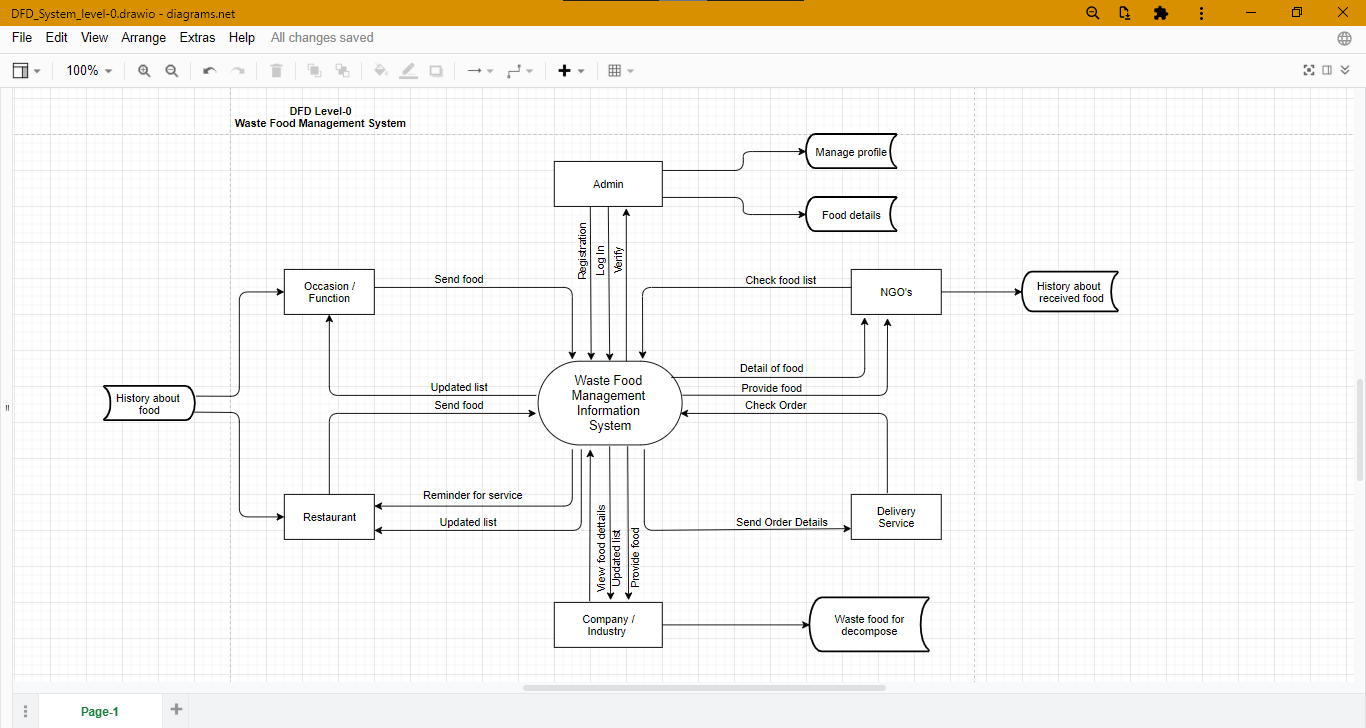 DFD_System_level-0.drawio - diagrams.net
File Edit View Arrange Extras Help All changes saved
100%
DFD Level-0
Waste Food Management System
Manage profile
Admin
Food details
Registration
Log In
Verify
Occasion /
Function
Send food
Check food list
NGO's
History about
received food
Waste Food
Management
Information
System
Detail of food
Updated list
Provide food
History about
food
Send food
Check Order
Reminder for service
Restaurant
Updated list
Send Order Details
Delivery
Service
View food dettails
Updated list
Provide food
Company /
Industry
Waste food for
decompose
Page-1